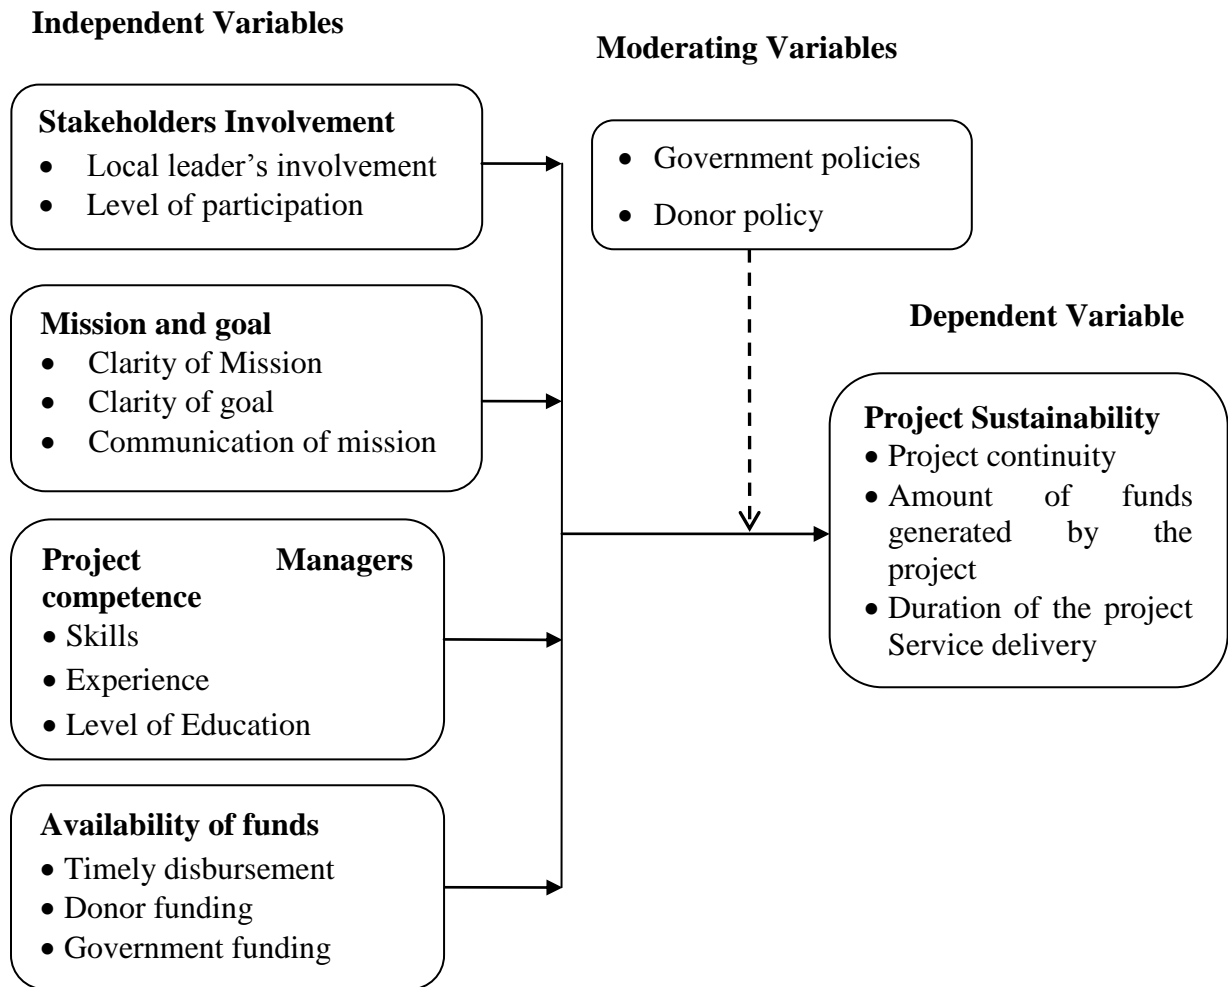 Independent Variables
Moderating Variables
Stakeholders Involvement
• Local leader’s involvement
• Level of participation
• Government policies
• Donor policy
Mission and goal
• Clarity of Mission
• Clarity of goal
• Communication of mission
Dependent Variable
Project Sustainability
• Project continuity
• Amount of funds
generated by the
project
• Duration of the project
Service delivery
Project Managers
competence
• Skills
• Experience
• Level of Education
Availability of funds
• Timely disbursement
• Donor funding
• Government funding